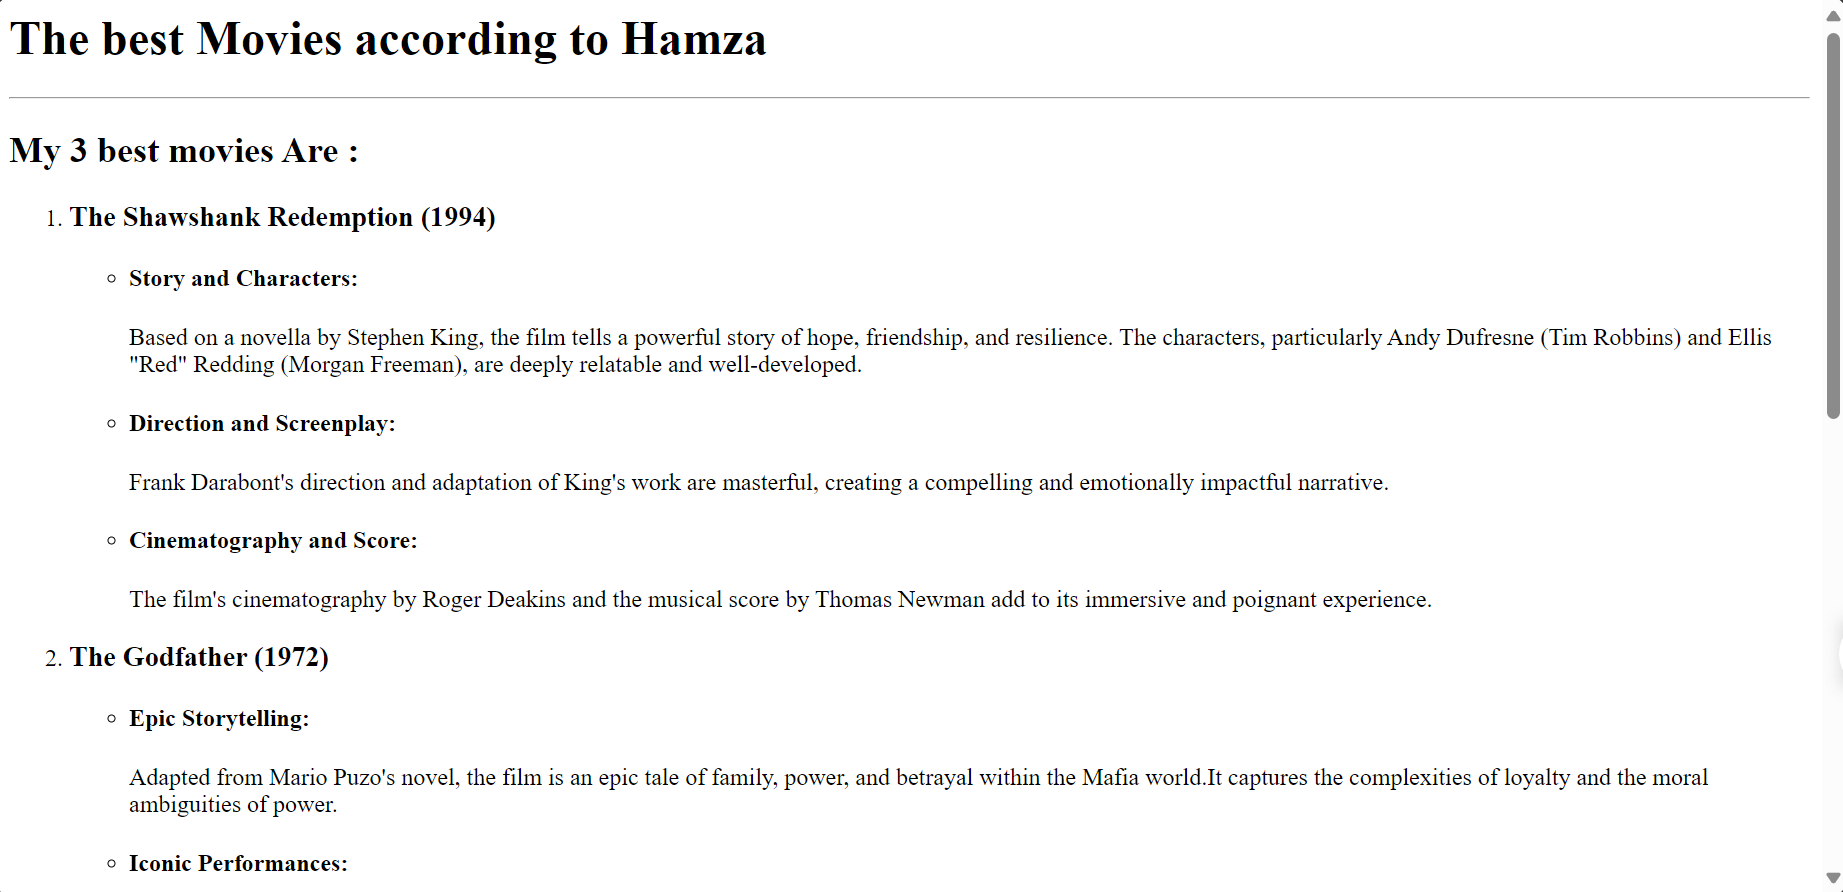 The best Movies according to Hamza
My 3 best movies Are :
1. The Shawshank Redemption (1994)
Story and Characters:
Based on a novella by Stephen King, the film tells a powerful story of hope, friendship, and resilience. The characters, particularly Andy Dufresne (Tim Robbins) and Ellis
"Red" Redding (Morgan Freeman), are deeply relatable and well-developed.
Direction and Screenplay:
Frank Darabont's direction and adaptation of King's work are masterful, creating a compelling and emotionally impactful narrative.
Cinematography and Score:
The film's cinematography by Roger Deakins and the musical score by Thomas Newman add to its immersive and poignant experience.
2. The Godfather (1972)
Epic Storytelling:
Adapted from Mario Puzo's novel, the film is an epic tale of family, power, and betrayal within the Mafia world.It captures the complexities of loyalty and the moral
ambiguities of power.
Iconic Performances: